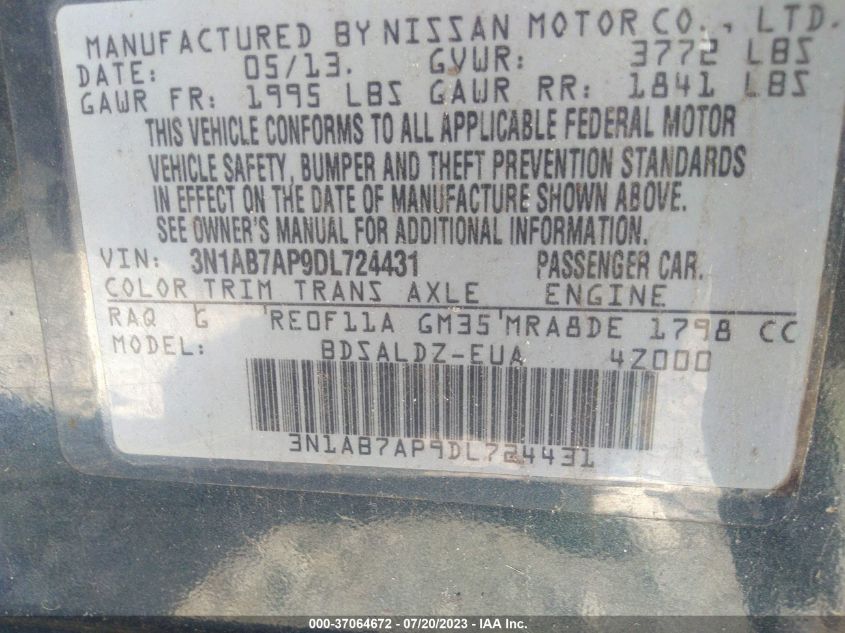 MANUFACTURED BY NISSAN MOTOR CO., LTD.
DATE: 05/13. GVWR: 3772 LBS
GAWR FR: 1995 LBS GAWR RR: 1841 LBS
THIS VEHICLE CONFORMS TO ALL APPLICABLE FEDERAL MOTOR
VEHICLE SAFETY, BUMPER AND THEFT PREVENTION STANDARDS
IN EFFECT ON THE DATE OF MANUFACTURE SHOWN ABOVE.
SEE OWNER'S MANUAL FOR ADDITIONAL INFORMATION.
VIN: 3N1AB7AP9DL724431 PASSENGER CAR.
COLOR TRIM TRANS AXLE ENGINE
RAQ G 'RE0F11A GM35'MRA8DE 1798 CC
MODEL: BDSALDZ-EUA 4Z000
3N1AB7AP9DL724431
000-37064672 / 07/20/2023 - IAA Inc.